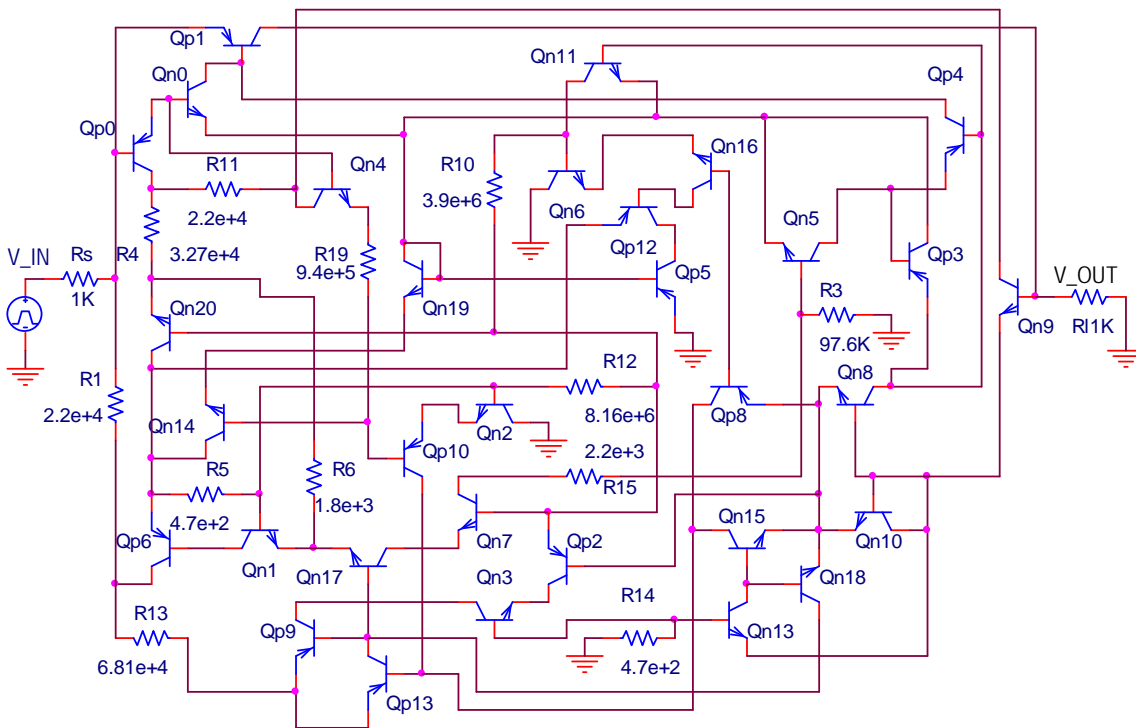 Qp1
Qn11
Qp4
Qn0
Qp0
R11
2.2e+4
Qn4
R10
3.9e+6
Qn16
Qn6
Qp12
Qn5
Qp3
V_IN
Rs
1K
R4
3.27e+4
R19
9.4e+5
Qn19
Qp5
R3
97.6K
V_OUT
Rl1K
Qn9
Qn20
R1
2.2e+4
R12
8.16e+6
Qn2
Qp8
Qn8
Qn14
Qp10
R5
4.7e+2
R6
1.8e+3
2.2e+3
R15
Qp6
Qn1
Qn17
Qn7
Qp2
Qn15
Qn10
Qn3
Qn18
R13
6.81e+4
Qp9
Qp13
R14
4.7e+2
Qn13